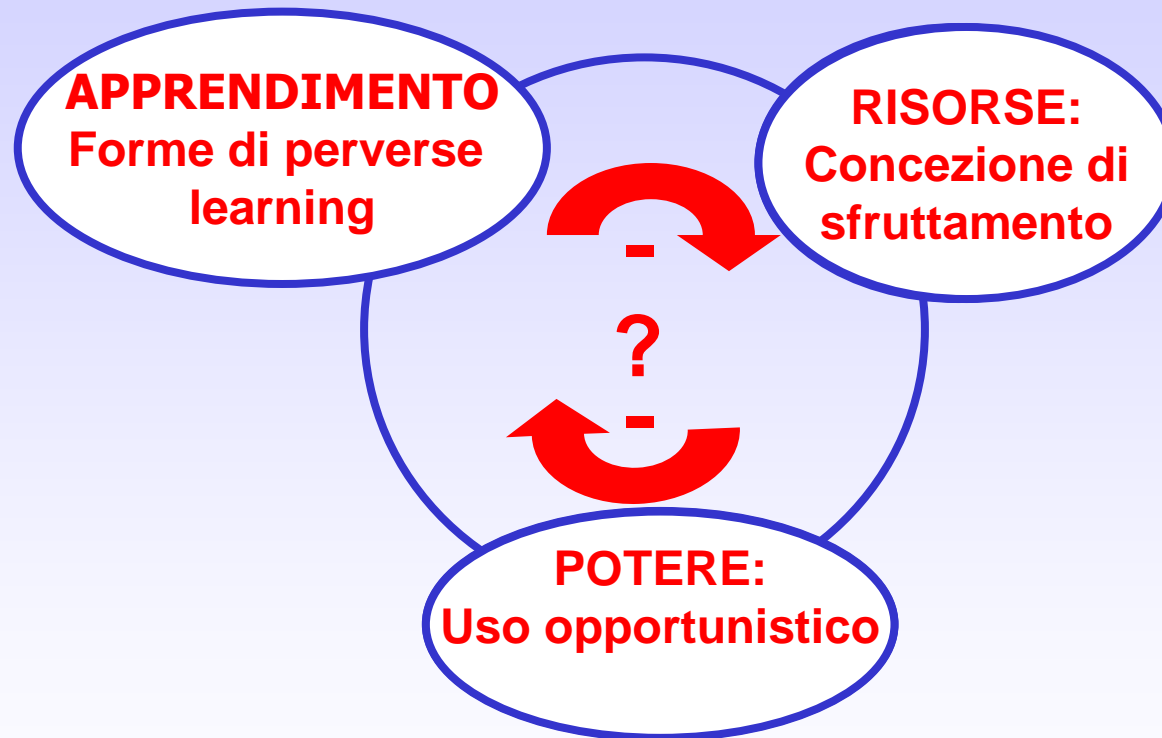 APPRENDIMENTO
Forme di perverse
learning
RISORSE:
Concezione di
sfruttamento
-
?
-
POTERE:
Uso opportunistico